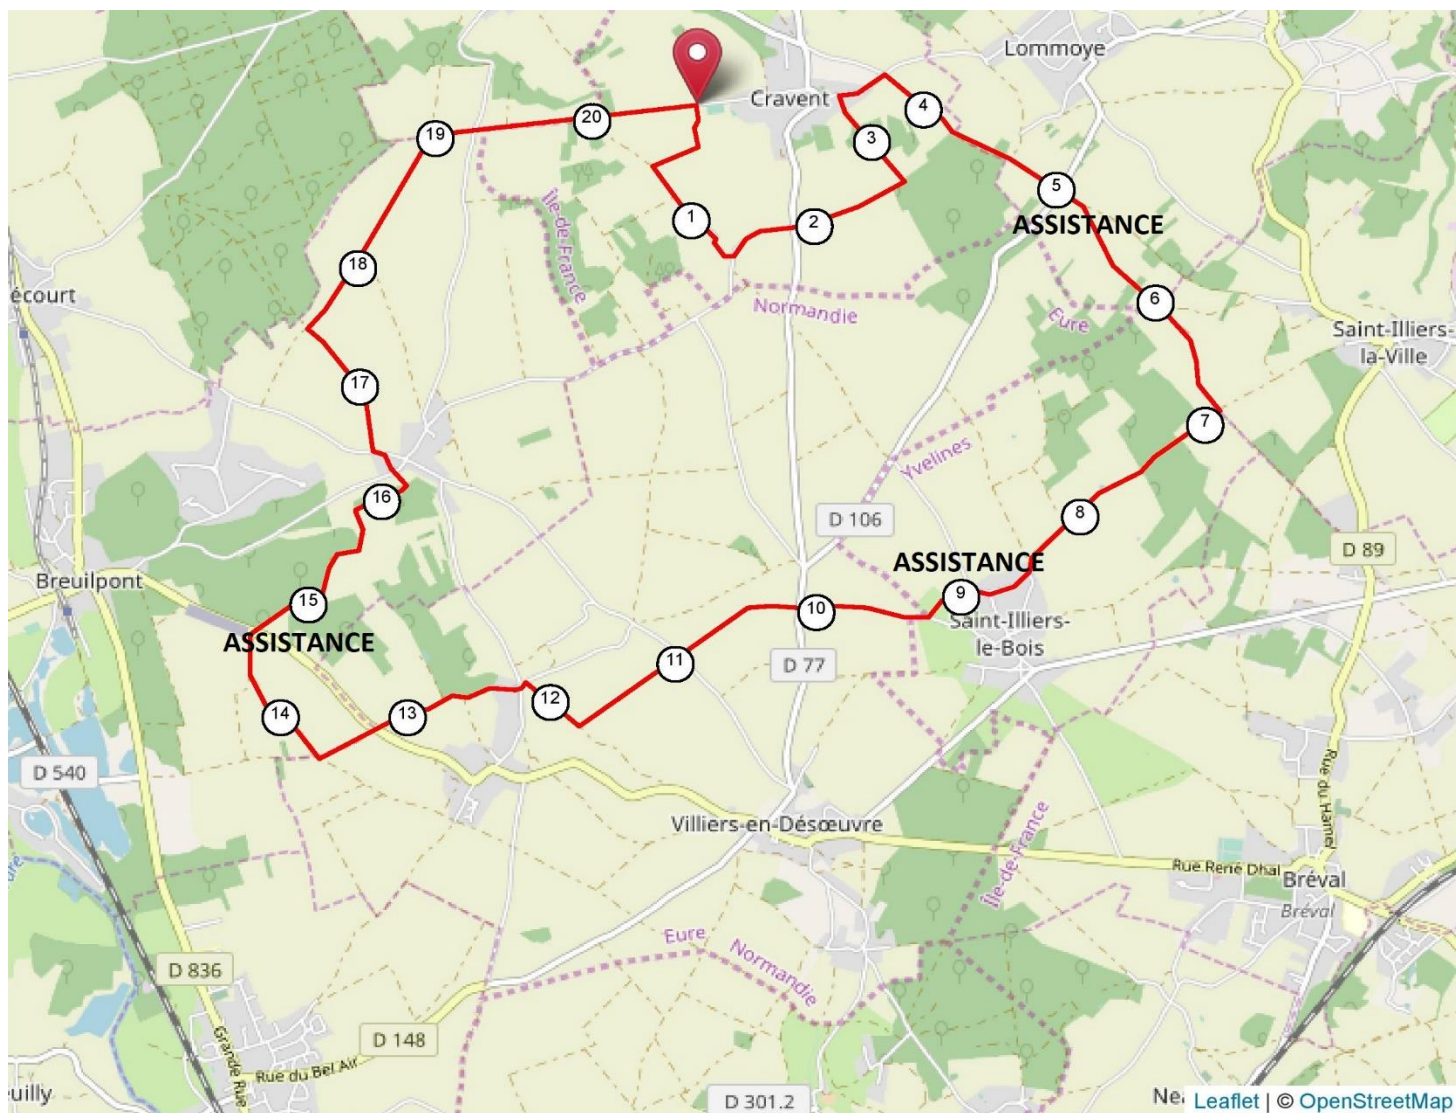 Lommoye
Cravent
20
19
4
3
5
ASSISTANCE
1
2
Île-de-France
18
Normandie
6
Eure
écourt
Saint-Illiers-
la-Ville
17
7
Yvelines
16
8
D 106
D 89
ASSISTANCE
Breuilpont
15
9
10
Saint-Illiers-
le-Bois
ASSISTANCE
11
D 77
12
14
13
D 540
Rue du Hamel
Villiers-en-Désœuvre
Île-de-France
Rue René Dhal
Bréval
Bréval
Eure
Normandie
D 836
D 148
Grande Rue
Rue du Bel Air
euilly
D 301.2
Leaflet | © OpenStreetMap